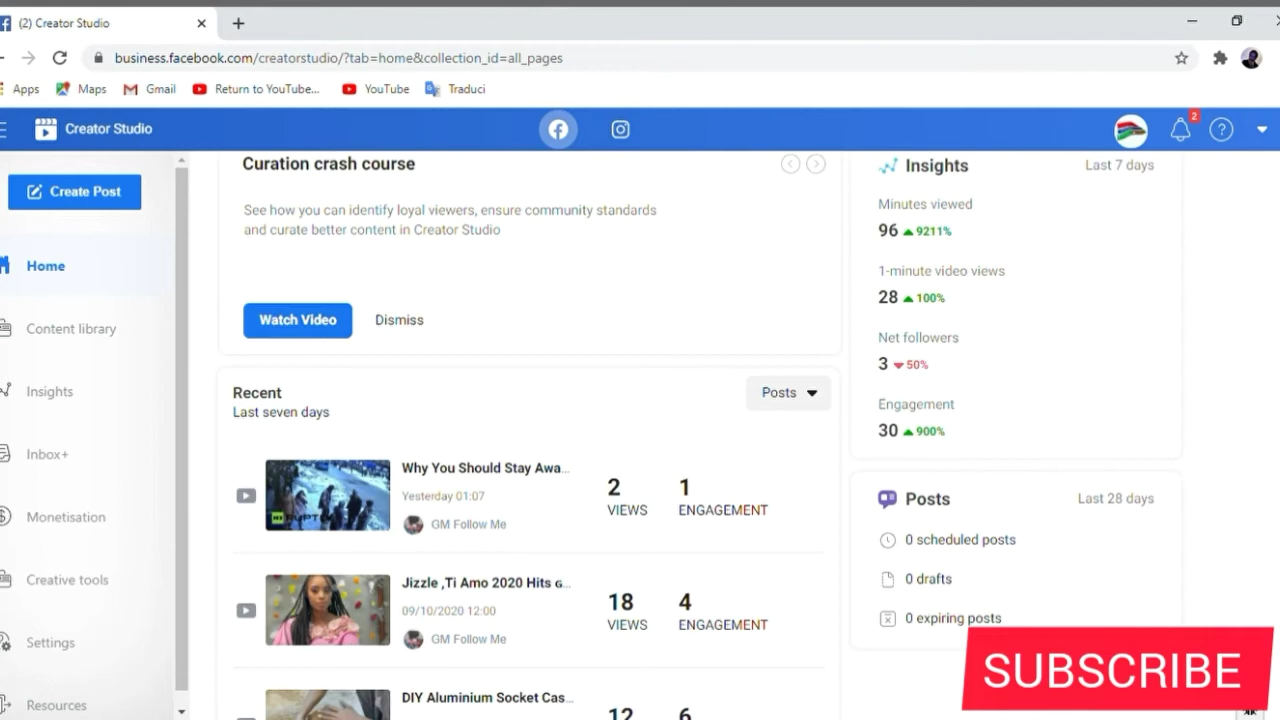 (2) Creator Studio
business.facebook.com/creatorstudio/?tab=home&collection_id=all_pages
Apps
Maps
Gmail
Return to YouTube...
YouTube
Traduci
Creator Studio
2
?
Create Post
Home
Content library
Insights
Inbox+
Monetisation
Creative tools
Settings
Resources
Curation crash course
See how you can identify loyal viewers, ensure community standards
and curate better content in Creator Studio
Watch Video
Dismiss
Recent
Last seven days
Posts
Why You Should Stay Awa...
Yesterday 01:07
GM Follow Me
2
VIEWS
1
ENGAGEMENT
Jizzle ,Ti Amo 2020 Hits G...
09/10/2020 12:00
GM Follow Me
18
VIEWS
4
ENGAGEMENT
DIY Aluminium Socket Cas...
12
6
Insights
Last 7 days
Minutes viewed
96 9211%
1-minute video views
28 100%
Net followers
3 50%
Engagement
30 900%
Posts
Last 28 days
0 scheduled posts
0 drafts
0 expiring posts
SUBSCRIBE